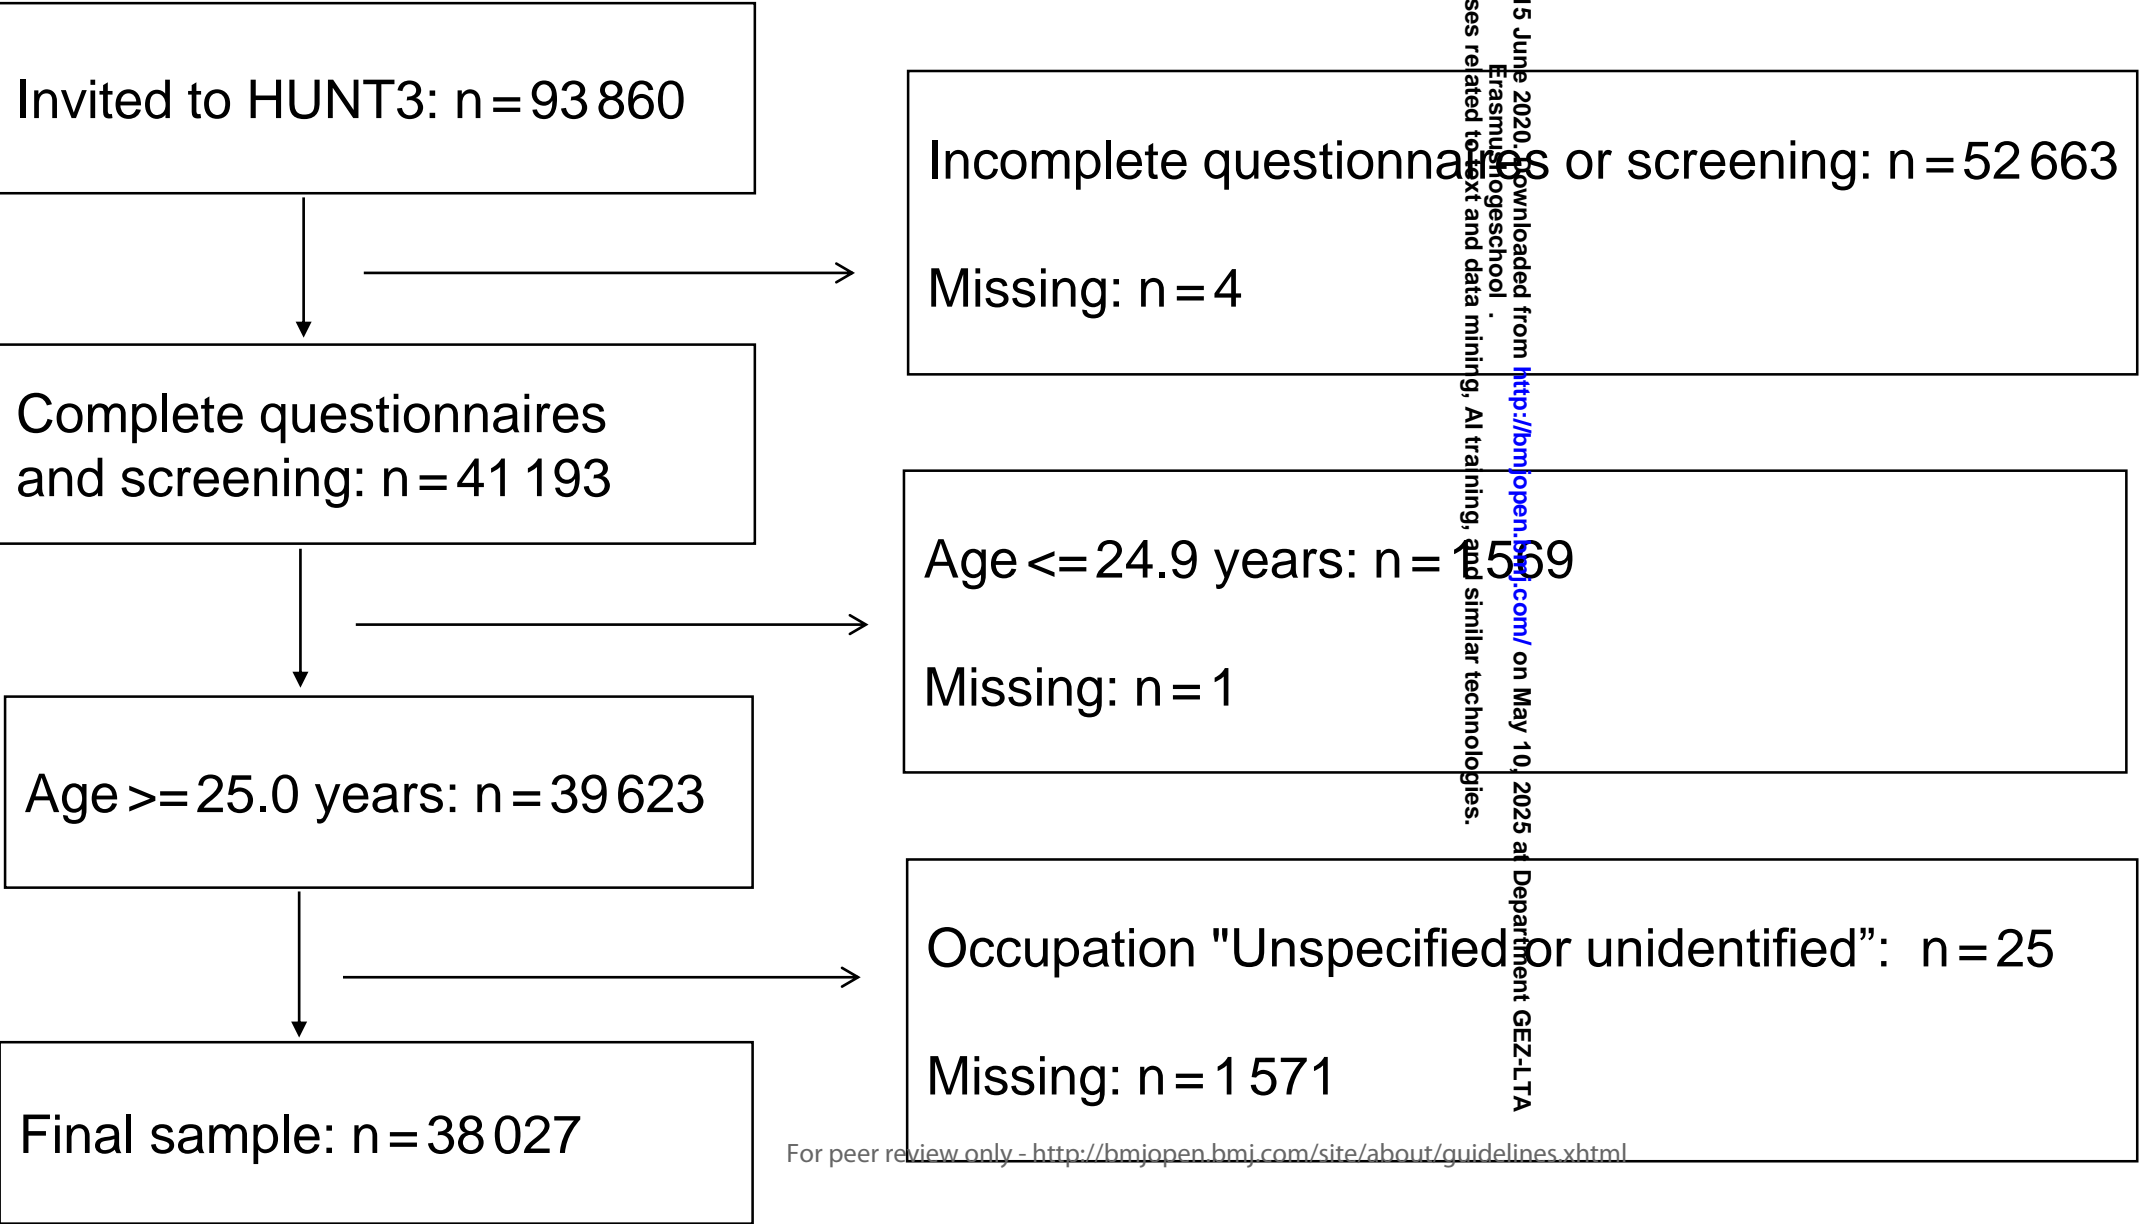 Invited to HUNT3: n=93 860
Incomplete questionnaires or screening: n=52 663
Missing: n=4
Complete questionnaires
and screening: n=41 193
Age <=24.9 years: n=1 569
Missing: n=1
Age >=25.0 years: n=39 623
Occupation "Unspecified or unidentified”: n=25
Missing: n=1 571
Final sample: n=38 027
For peer review only - http://bmjopen.bmj.com/site/about/guidelines.xhtml
15 June 2020. Downloaded from http://bmjopen.bmj.com/ on May 10, 2025 at Department GEZ-LTA
Erasmushogeschool .
related to text and data mining, AI training, and similar technologies.